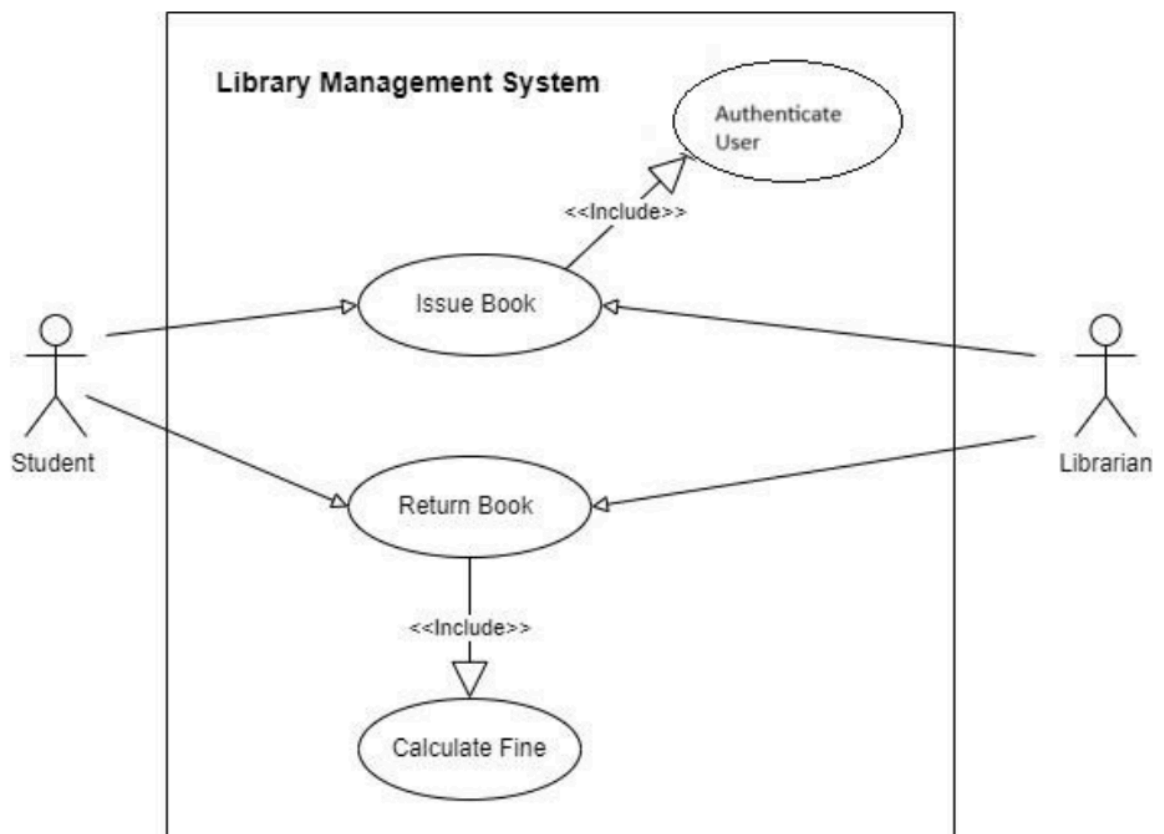 Library Management System
Authenticate
User
<<Include>>
Issue Book
Student
Librarian
Return Book
<<Include>>
Calculate Fine